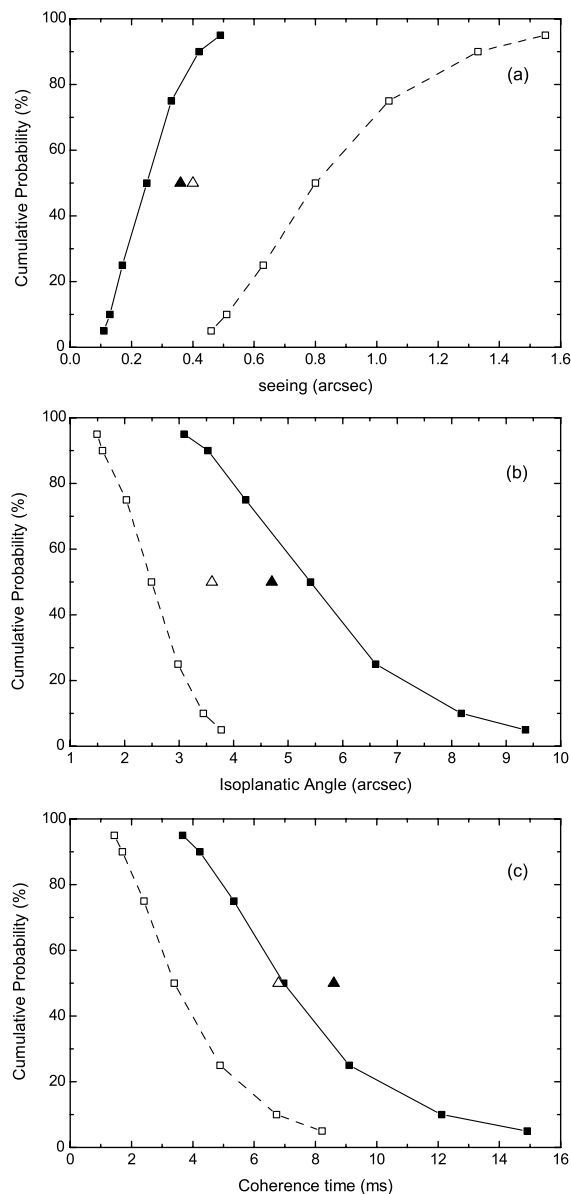 100
80
60
40
20
0
Cumulative Probability (%)
(a)
0.0 0.2 0.4 0.6 0.8 1.0 1.2 1.4 1.6
seeing (arcsec)
100
80
60
40
20
0
Cumulative Probability (%)
(b)
1 2 3 4 5 6 7 8 9 10
Isoplanatic Angle (arcsec)
100
80
60
40
20
0
Cumulative Probability (%)
(c)
0 2 4 6 8 10 12 14 16
Coherence time (ms)